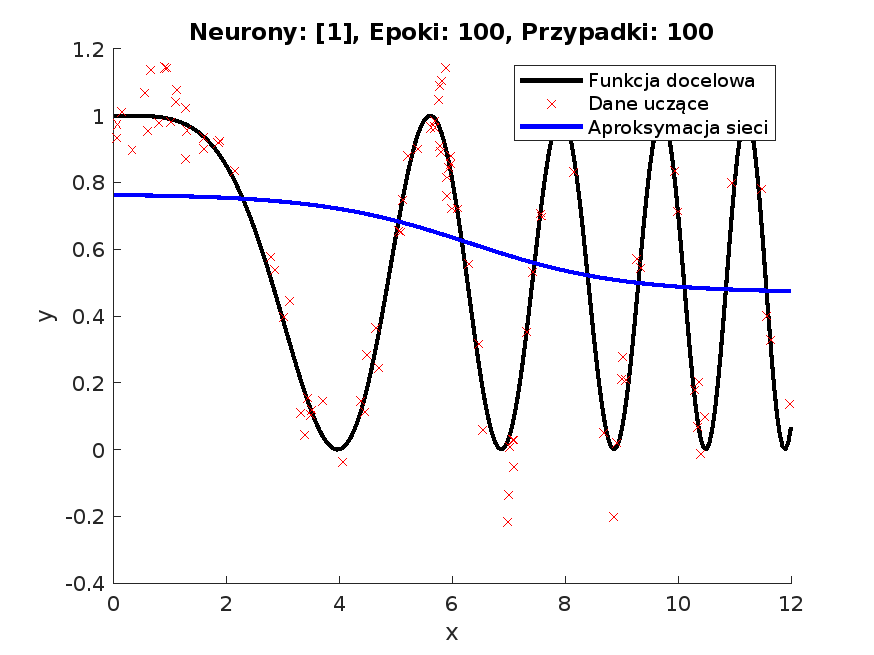 Neurony: [1], Epoki: 100, Przypadki: 100
1.2
1
0.8
0.6
0.4
0.2
0
-0.2
-0.4
y
Funkcja docelowa
Dane uczące
Aproksymacja sieci
0 2 4 6 8 10 12
x